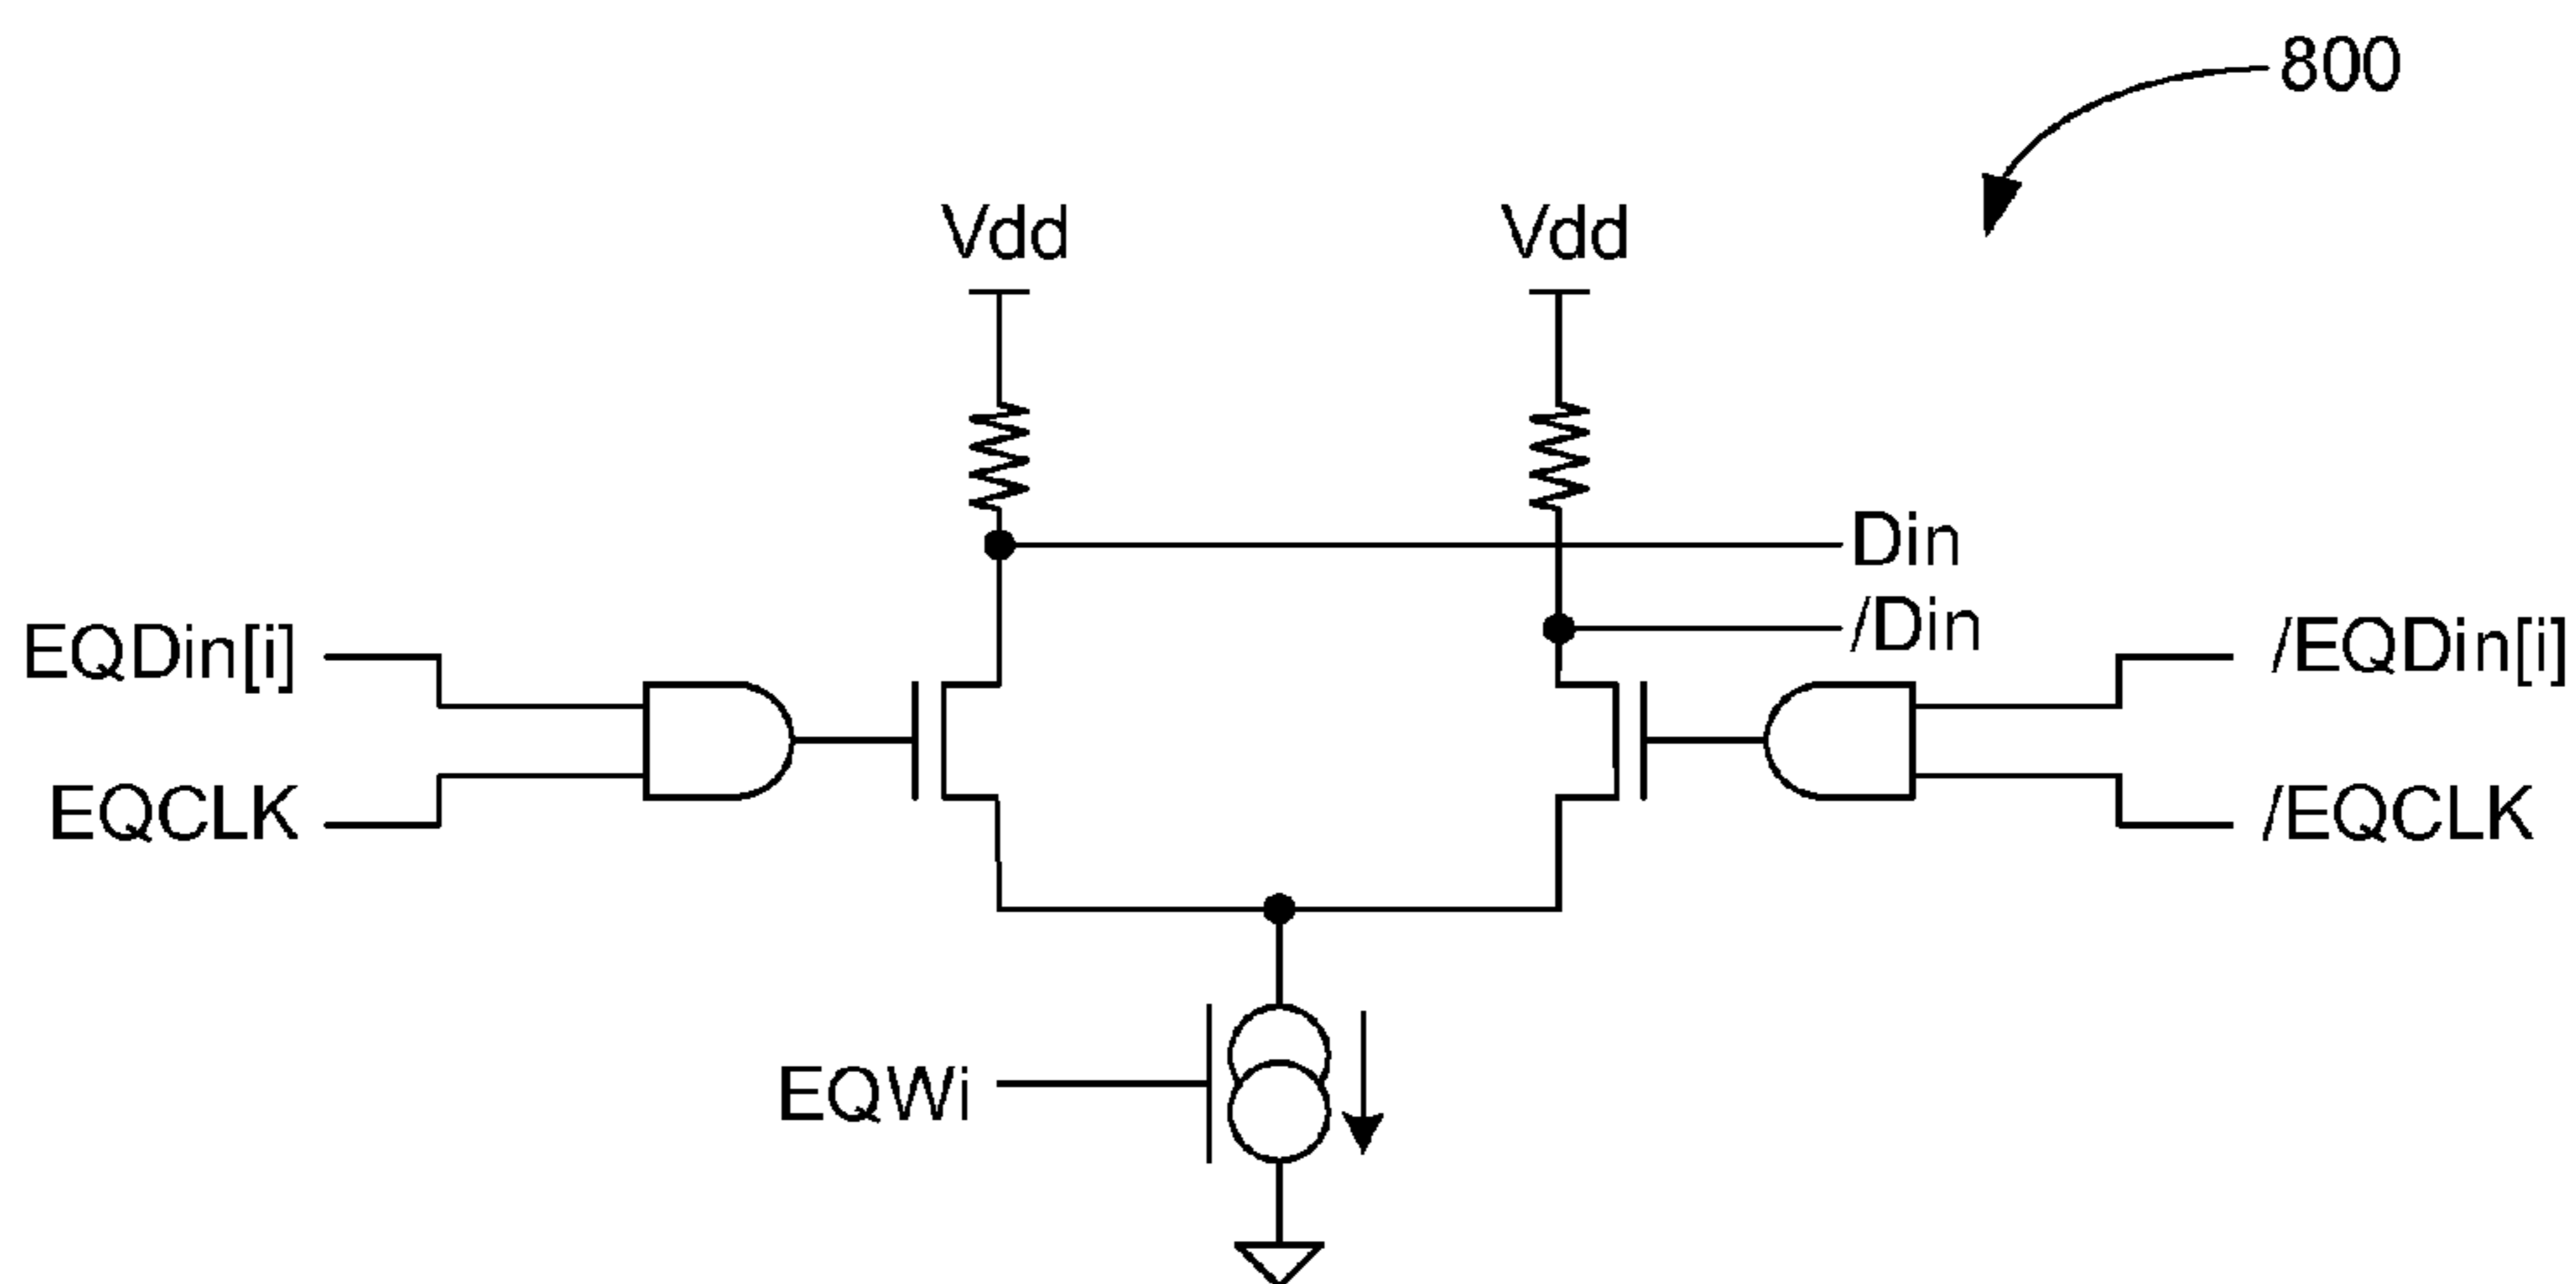 800
Vdd
Vdd
Din
/Din
EQDin[i]
/EQDin[i]
EQCLK
/EQCLK
EQWi